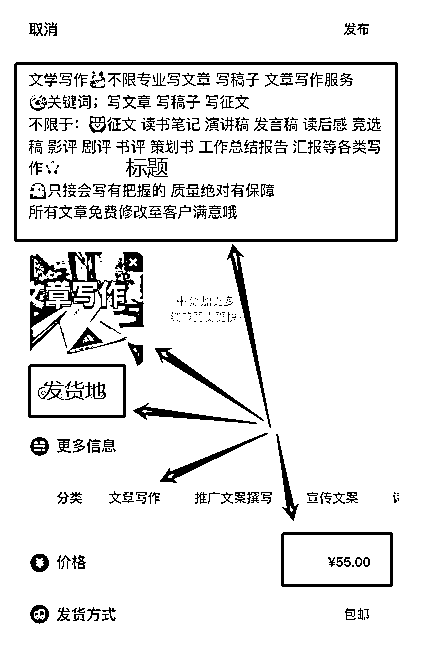 取消 发布
文学写作 不限专业写文章 写稿子 文章写作服务
关键词；写文章 写稿子 写征文
不限于：征文 读书笔记 演讲稿 发言稿 读后感 竞选
稿 影评 剧评 书评 策划书 工作总结报告 汇报等各类写
作☆
标题
只接会写有把握的 质量绝对有保障
所有文章免费修改至客户满意哦
文章写作
发货地
更多信息
分类 文章写作 推广文案撰写 宣传文案
价格 ¥55.00
发货方式 包邮